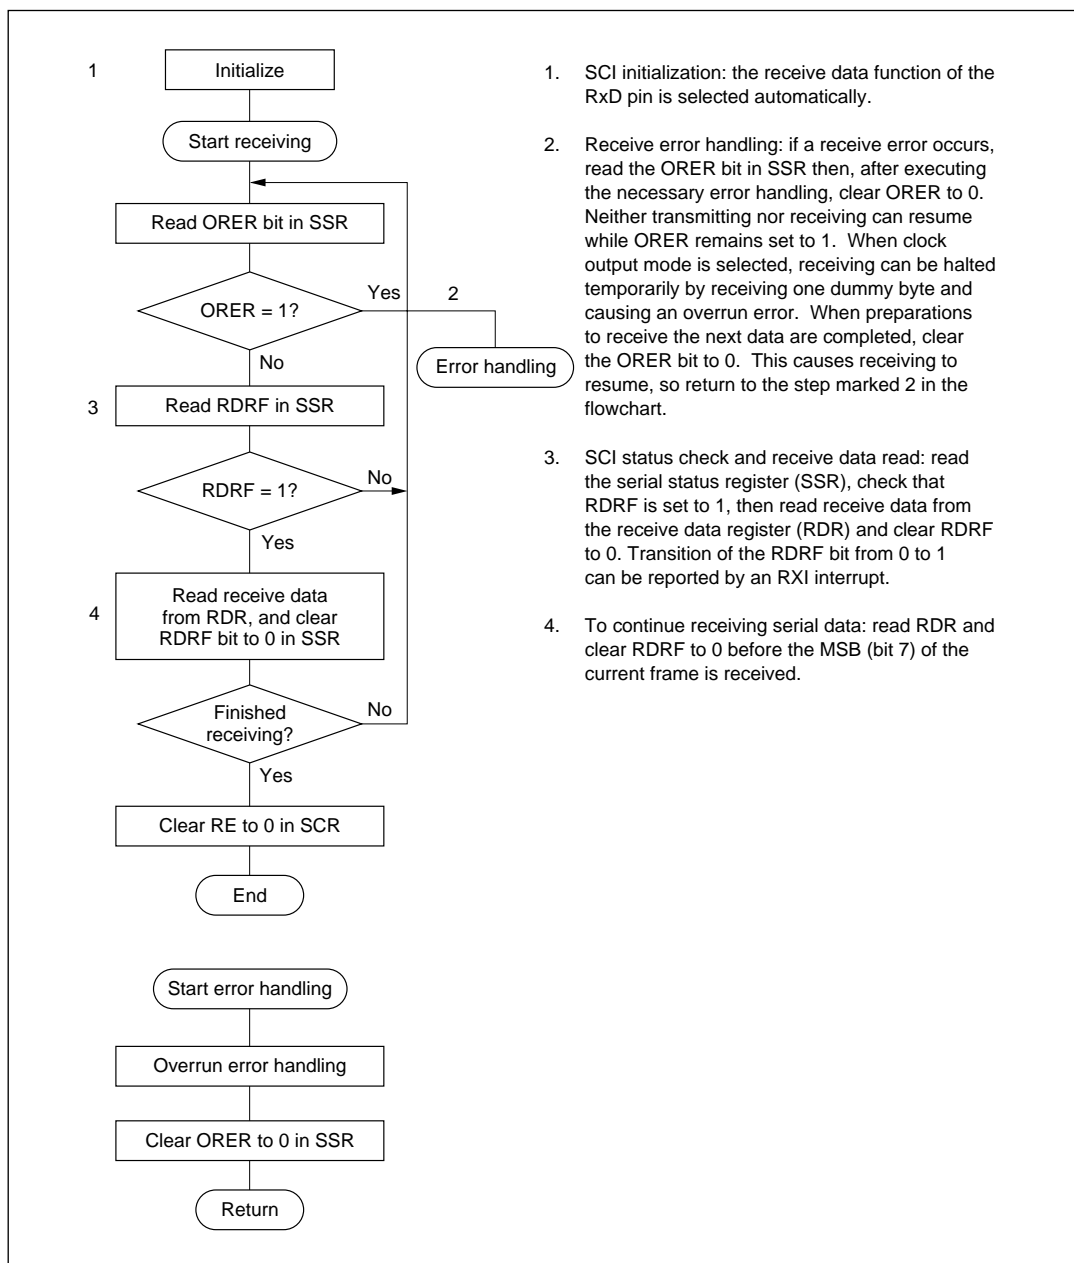 1
Initialize
Start receiving
Read ORER bit in SSR
ORER = 1?
Yes
2
No
Error handling
3
Read RDRF in SSR
RDRF = 1?
No
Yes
4
Read receive data
from RDR, and clear
RDRF bit to 0 in SSR
Finished
receiving?
No
Yes
Clear RE to 0 in SCR
End
Start error handling
Overrun error handling
Clear ORER to 0 in SSR
Return
1. SCI initialization: the receive data function of the
RxD pin is selected automatically.
2. Receive error handling: if a receive error occurs,
read the ORER bit in SSR then, after executing
the necessary error handling, clear ORER to 0.
Neither transmitting nor receiving can resume
while ORER remains set to 1. When clock
output mode is selected, receiving can be halted
temporarily by receiving one dummy byte and
causing an overrun error. When preparations
to receive the next data are completed, clear
the ORER bit to 0. This causes receiving to
resume, so return to the step marked 2 in the
flowchart.
3. SCI status check and receive data read: read
the serial status register (SSR), check that
RDRF is set to 1, then read receive data from
the receive data register (RDR) and clear RDRF
to 0. Transition of the RDRF bit from 0 to 1
can be reported by an RXI interrupt.
4. To continue receiving serial data: read RDR and
clear RDRF to 0 before the MSB (bit 7) of the
current frame is received.